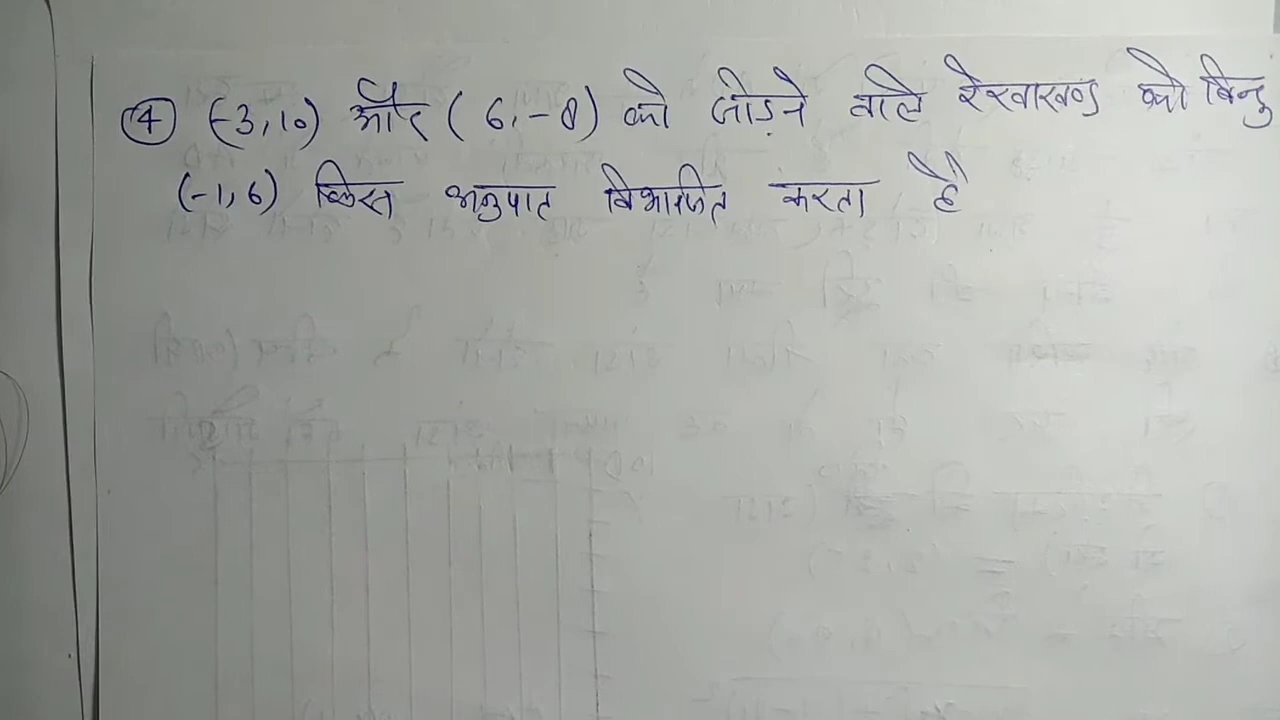 ④ (-3,10) और ( 6,-8) को जोड़ने वाले रेखाखण्ड को बिन्दु
(-1,6) किस अनुपात विभाजित करता है